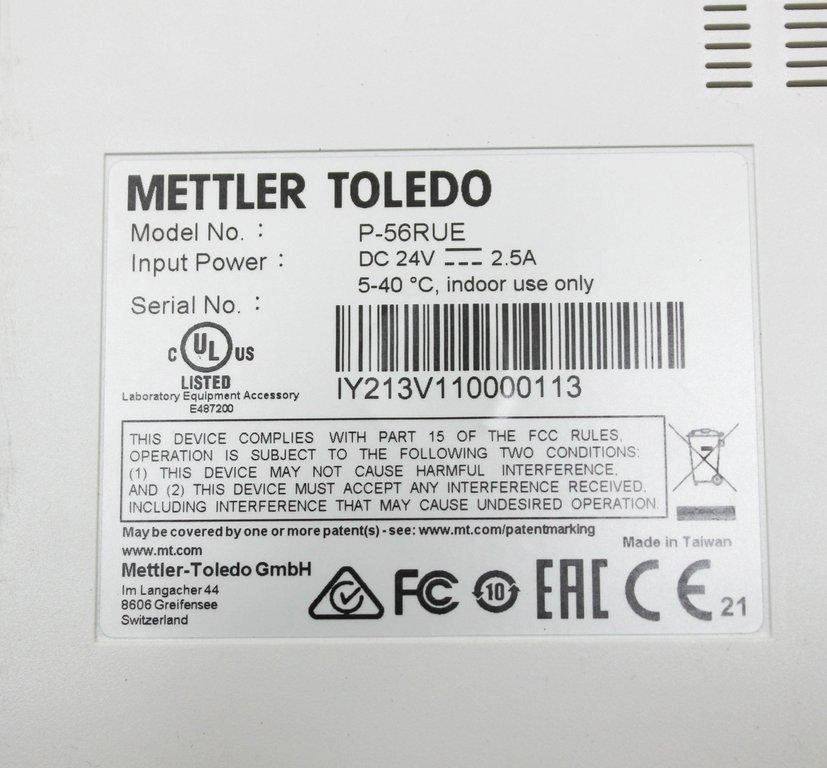 METTLER TOLEDO
Model No. : P-56RUE
Input Power : DC 24V 2.5A
5-40 °C, indoor use only
Serial No. :
IY213V110000113
C UL US
LISTED
Laboratory Equipment Accessory
E487200
THIS DEVICE COMPLIES WITH PART 15 OF THE FCC RULES,
OPERATION IS SUBJECT TO THE FOLLOWING TWO CONDITIONS:
(1) THIS DEVICE MAY NOT CAUSE HARMFUL INTERFERENCE,
AND (2) THIS DEVICE MUST ACCEPT ANY INTERFERENCE RECEIVED,
INCLUDING INTERFERENCE THAT MAY CAUSE UNDESIRED OPERATION.
May be covered by one or more patent(s) - see: www.mt.com/patentmarking
Made in Taiwan
www.mt.com
Mettler-Toledo GmbH
Im Langacher 44
8606 Greifensee
Switzerland
FC 10 EAC CE 21